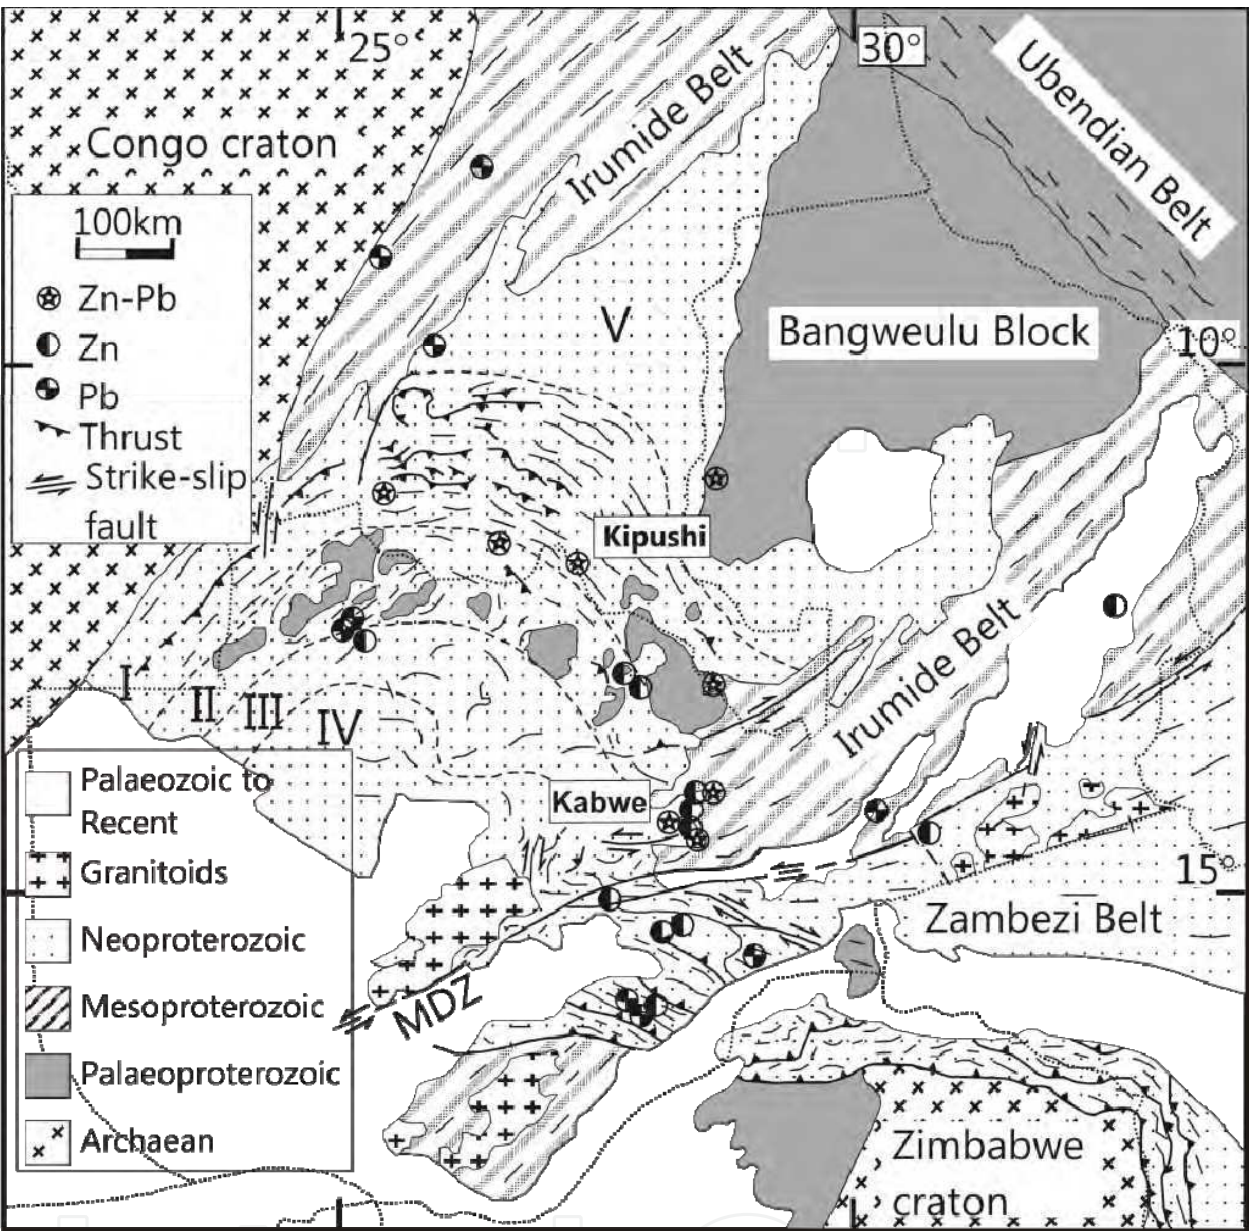 25°
30°
Irumide Belt
Ubendian Belt
Congo craton
100km
Zn-Pb
Zn
Pb
Thrust
Strike-slip
fault
V
Bangweulu Block
10°
Kipushi
Irumide Belt
I
II
III
IV
Kabwe
Palaeozoic to
Recent
Granitoids
Neoproterozoic
Mesoproterozoic
Palaeoproterozoic
Archaean
15°
Zambezi Belt
MDZ
Zimbabwe
craton